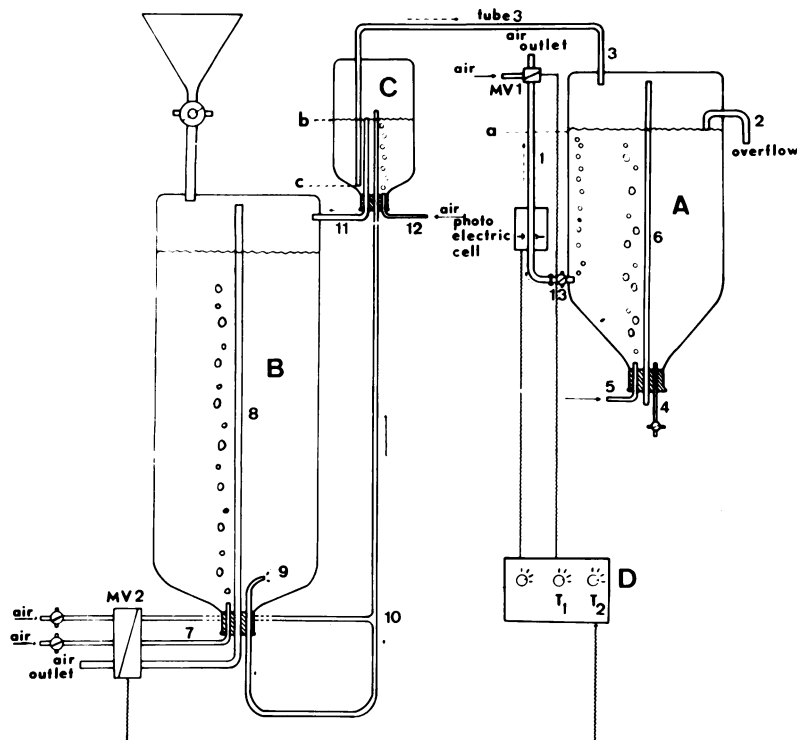 tube 3
air
outlet
air
MV1
3
C
b
a
2
overflow
1
A
c
air
photo
electric
cell
6
11
12
13
B
5
4
8
9
D
T1
T2
MV2
air
10
7
air
air
outlet